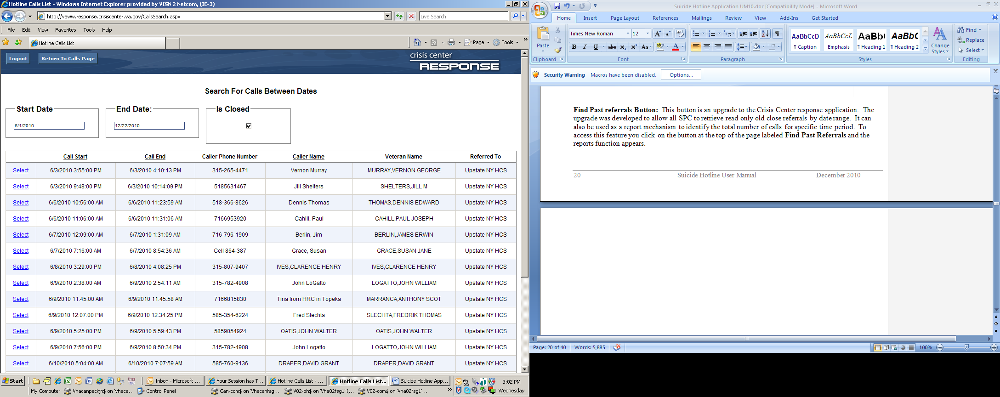 Hotline Calls List - Windows Internet Explorer provided by VISN 2 Netcom, (IE-3)
http://vaww.response.crisiscenter.va.gov/CallsSearch.aspx
Live Search
File Edit View Favorites Tools Help
Hotline Calls List
Page Tools
Logout Return To Calls Page
crisis center
RESPONSE
Search For Calls Between Dates
Start Date End Date: Is Closed
6/1/2010 12/22/2010
Call Start Call End Caller Phone Number Caller Name Veteran Name Referred To
Select 6/3/2010 3:55:00 PM 6/3/2010 4:10:13 PM 315-265-4471 Vernon Murray MURRAY,VERNON GEORGE Upstate NY HCS
Select 6/3/2010 9:48:00 PM 6/3/2010 10:14:09 PM 5185631467 Jill Shelters SHELTERS,JILL M Upstate NY HCS
Select 6/6/2010 10:56:00 AM 6/6/2010 11:23:59 AM 518-366-8626 Dennis Thomas THOMAS,DENNIS EDWARD Upstate NY HCS
Select 6/6/2010 11:06:00 AM 6/6/2010 11:31:06 AM 7166953920 Cahill, Paul CAHILL,PAUL JOSEPH Upstate NY HCS
Select 6/7/2010 12:09:00 AM 6/7/2010 1:31:09 AM 716-796-1909 Berlin, Jim BERLIN,JAMES ERWIN Upstate NY HCS
Select 6/7/2010 7:16:00 AM 6/7/2010 8:54:36 AM Cell 864-387 Grace, Susan GRACE,SUSAN JANE Upstate NY HCS
Select 6/8/2010 3:29:00 PM 6/8/2010 4:08:25 PM 315-807-9407 IVES,CLARENCE HENRY IVES,CLARENCE HENRY Upstate NY HCS
Select 6/9/2010 2:38:00 AM 6/9/2010 2:54:11 AM 315-782-4908 John LoGatto LOGATTO,JOHN WILLIAM Upstate NY HCS
Select 6/9/2010 11:45:00 AM 6/9/2010 11:45:58 AM 7166815830 Tina from HRC in Topeka MARRANCA,ANTHONY SCOT Upstate NY HCS
Select 6/9/2010 12:07:00 PM 6/9/2010 12:34:25 PM 585-354-6224 Fred Slechta SLECHTA,FREDRIK THOMAS Upstate NY HCS
Select 6/9/2010 5:25:00 PM 6/9/2010 5:59:43 PM 5859054924 OATIS,JOHN WALTER OATIS,JOHN WALTER Upstate NY HCS
Select 6/9/2010 7:56:00 PM 6/9/2010 8:50:34 PM 315-782-4908 John Logatto LOGATTO,JOHN WILLIAM Upstate NY HCS
Select 6/10/2010 5:04:00 AM 6/10/2010 7:07:59 AM 585-760-9136 DRAPER,DAVID GRANT DRAPER,DAVID GRANT Upstate NY HCS
Start Inbox - Microsoft ... Your Session has T... Hotline Calls List - ... Hotline Calls List... Suicide Hotline App... 3:02 PM
My Computer Vhacanpeckjn$ on 'vhaca... Control Panel Can-com$ on 'Vhacanfsg... V02-bh$ on 'Vha02fsg1' (... V02-com$ on 'Vha02fsg1'... Wednesday
Suicide Hotline Application UM10.doc [Compatibility Mode] - Microsoft Word
Home Insert Page Layout References Mailings Review View Add-Ins Get Started
Paste
Clipboard
Times New Roman 12
B I U abc x₂ x² Aa A
Font
Paragraph
AaBbCcD AaBbCcL AaBb( AaBbC
¶ Caption Emphasis ¶ Heading 1 ¶ Heading 2
Change Styles
Styles
Find
Replace
Select
Editing
Security Warning Macros have been disabled. Options...
Find Past referrals Button: This button is an upgrade to the Crisis Center response application. The
upgrade was developed to allow all SPC to retrieve read only old close referrals by date range. It can
also be used as a report mechanism to identify the total number of calls for specific time period. To
access this feature you click on the button at the top of the page labeled Find Past Referrals and the
reports function appears.
20 Suicide Hotline User Manual December 2010
Page: 20 of 40 Words: 5,885 100%